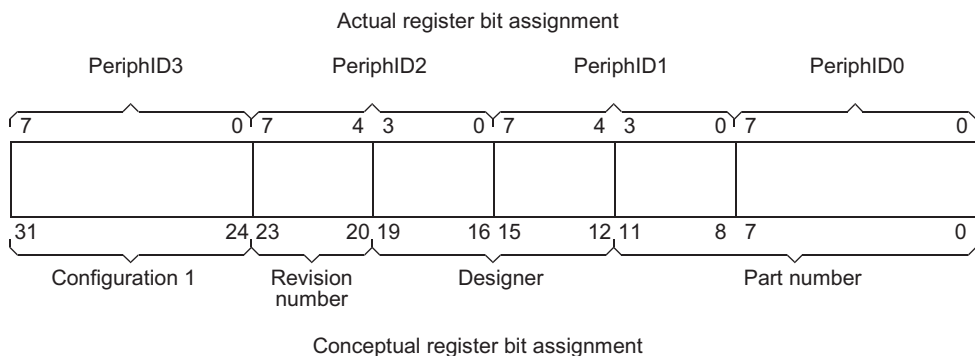 Actual register bit assignment
PeriphID3 PeriphID2 PeriphID1 PeriphID0
7 0 7 4 3 0 7 4 3 0 7 0
31 24 23 20 19 16 15 12 11 8 7 0
Configuration 1 Revision number Designer Part number
Conceptual register bit assignment